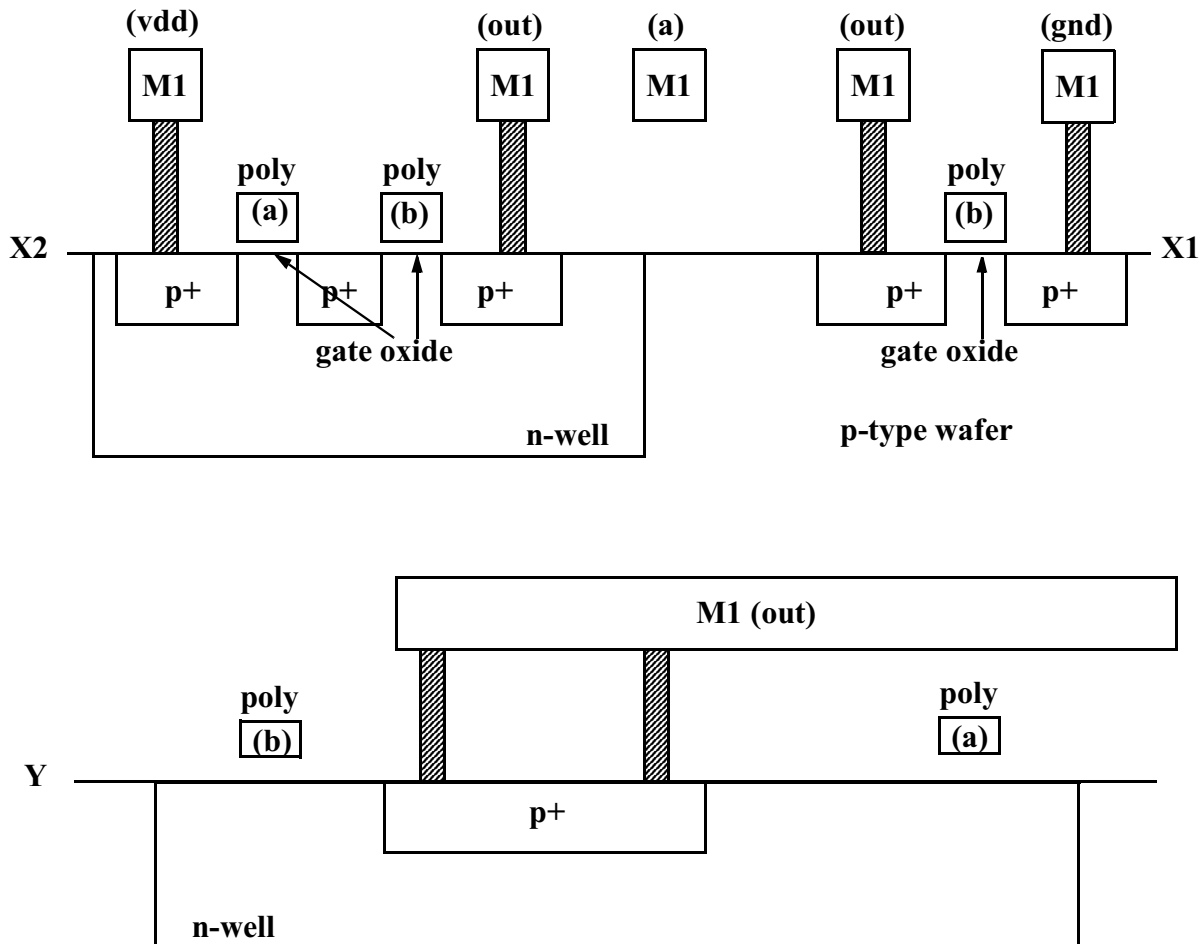 (vdd) (out) (a) (out) (gnd)
M1 M1 M1 M1 M1
poly poly poly
(a) (b) (b)
X2 X1
p+ p+ p+ p+ p+
gate oxide gate oxide
n-well p-type wafer
M1 (out)
poly poly
(b) (a)
Y
p+
n-well